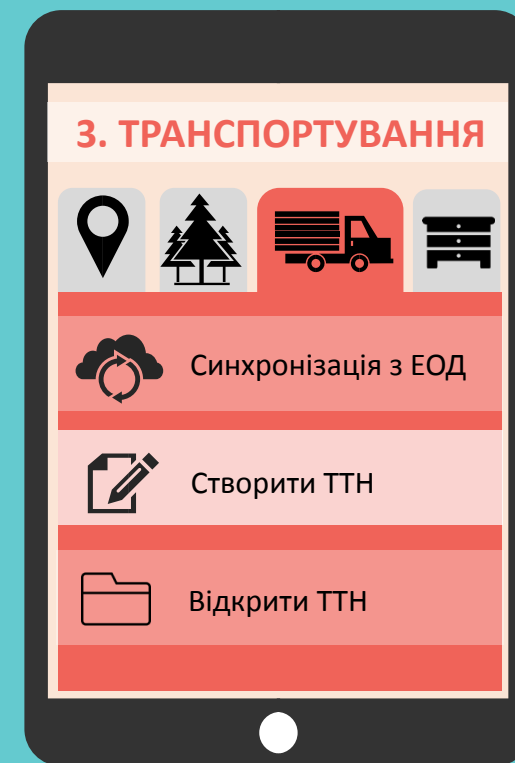 3. ТРАНСПОРТУВАННЯ
Синхронізація з ЕОД
Створити ТТН
Відкрити ТТН